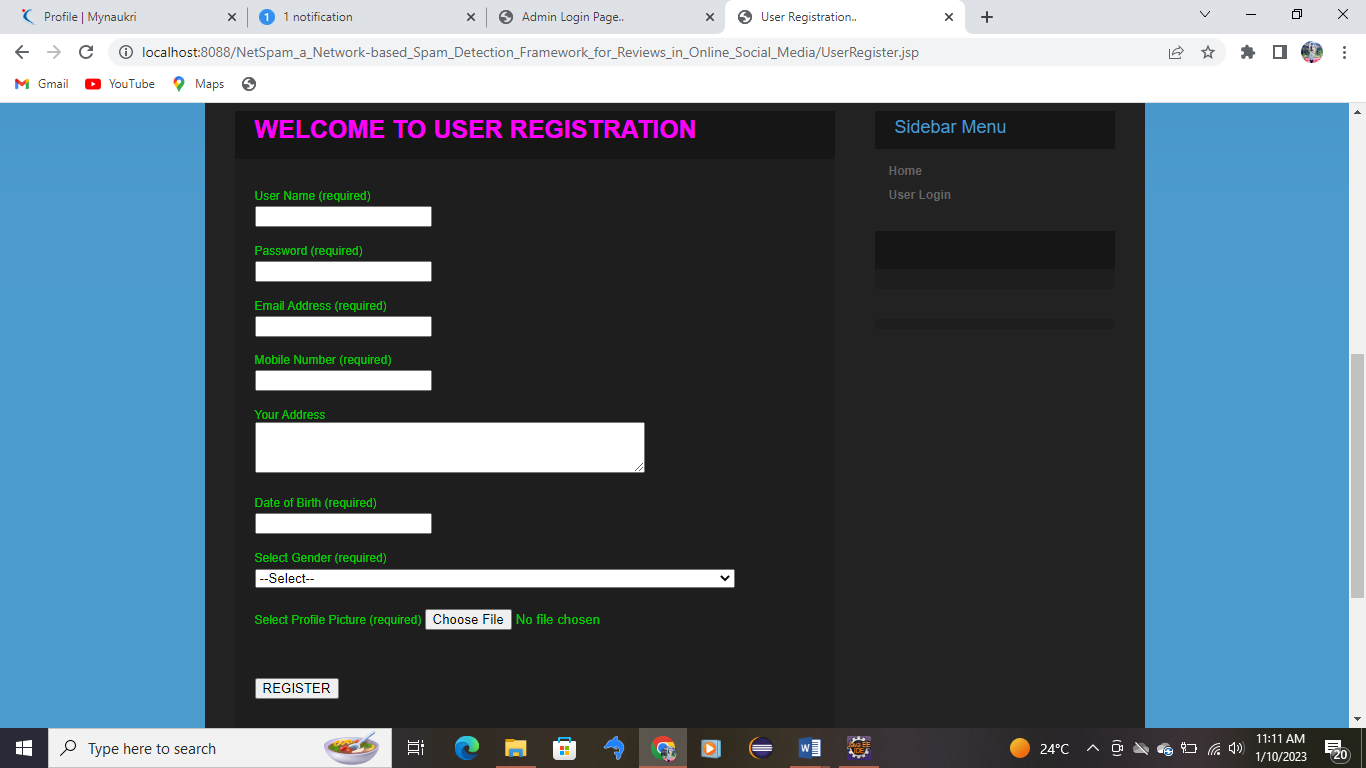 Profile | Mynaukri
1
1 notification
Admin Login Page..
User Registration..
localhost:8088/NetSpam_a_Network-based_Spam_Detection_Framework_for_Reviews_in_Online_Social_Media/UserRegister.jsp
Gmail
YouTube
Maps
WELCOME TO USER REGISTRATION
User Name (required)
Password (required)
Email Address (required)
Mobile Number (required)
Your Address
Date of Birth (required)
Select Gender (required)
--Select--
Select Profile Picture (required) Choose File No file chosen
REGISTER
Sidebar Menu
Home
User Login
Type here to search
24°C
11:11 AM
1/10/2023
20